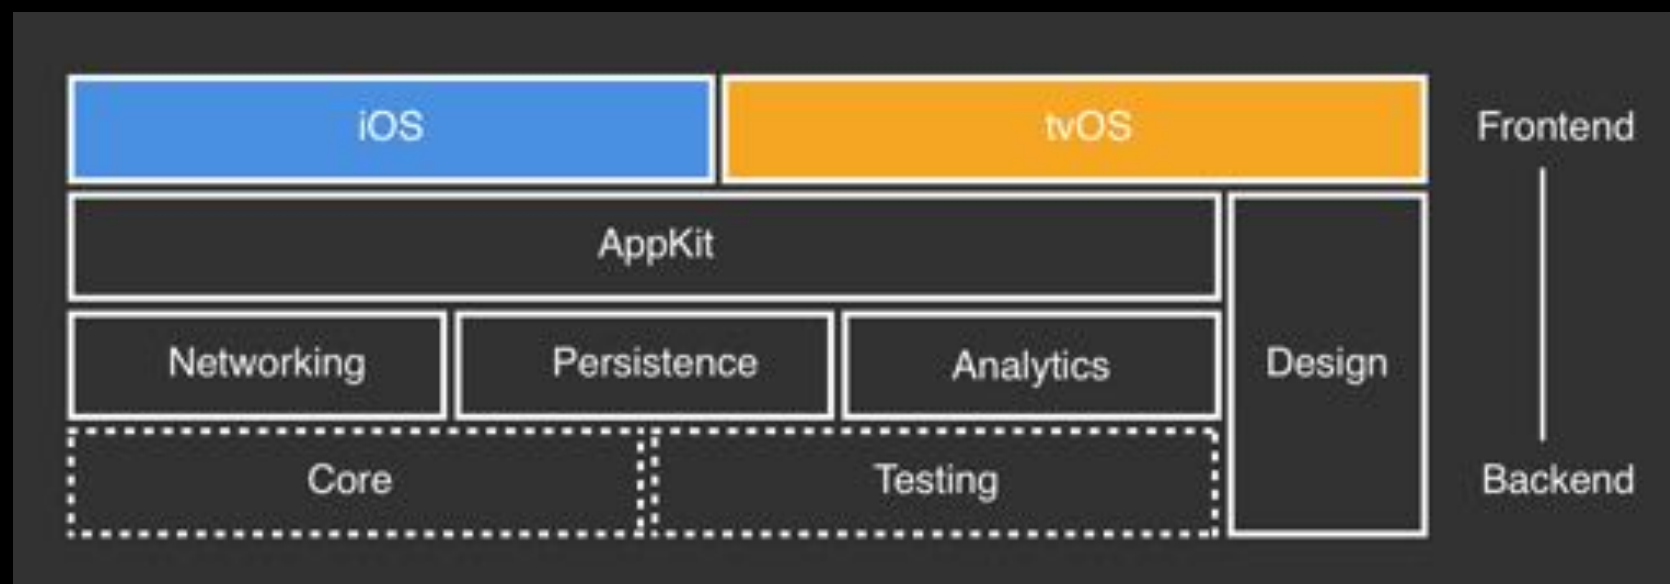 iOS
tvOS
Frontend
AppKit
Networking
Persistence
Analytics
Design
Core
Testing
Backend